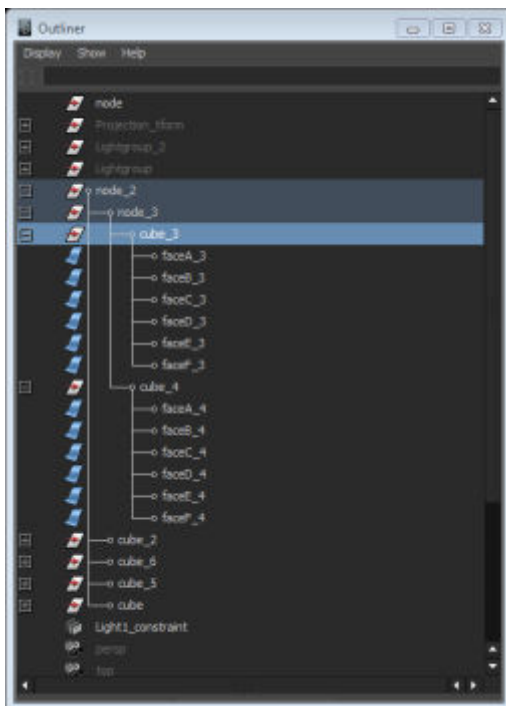 Outliner
Display Show Help
node
Projection_tform
Lightgroup_2
Lightgroup
node_2
node_3
cube_3
faceA_3
faceB_3
faceC_3
faceD_3
faceE_3
faceF_3
cube_4
faceA_4
faceB_4
faceC_4
faceD_4
faceE_4
faceF_4
cube_2
cube_6
cube_5
cube
Light1_constraint
persp
top